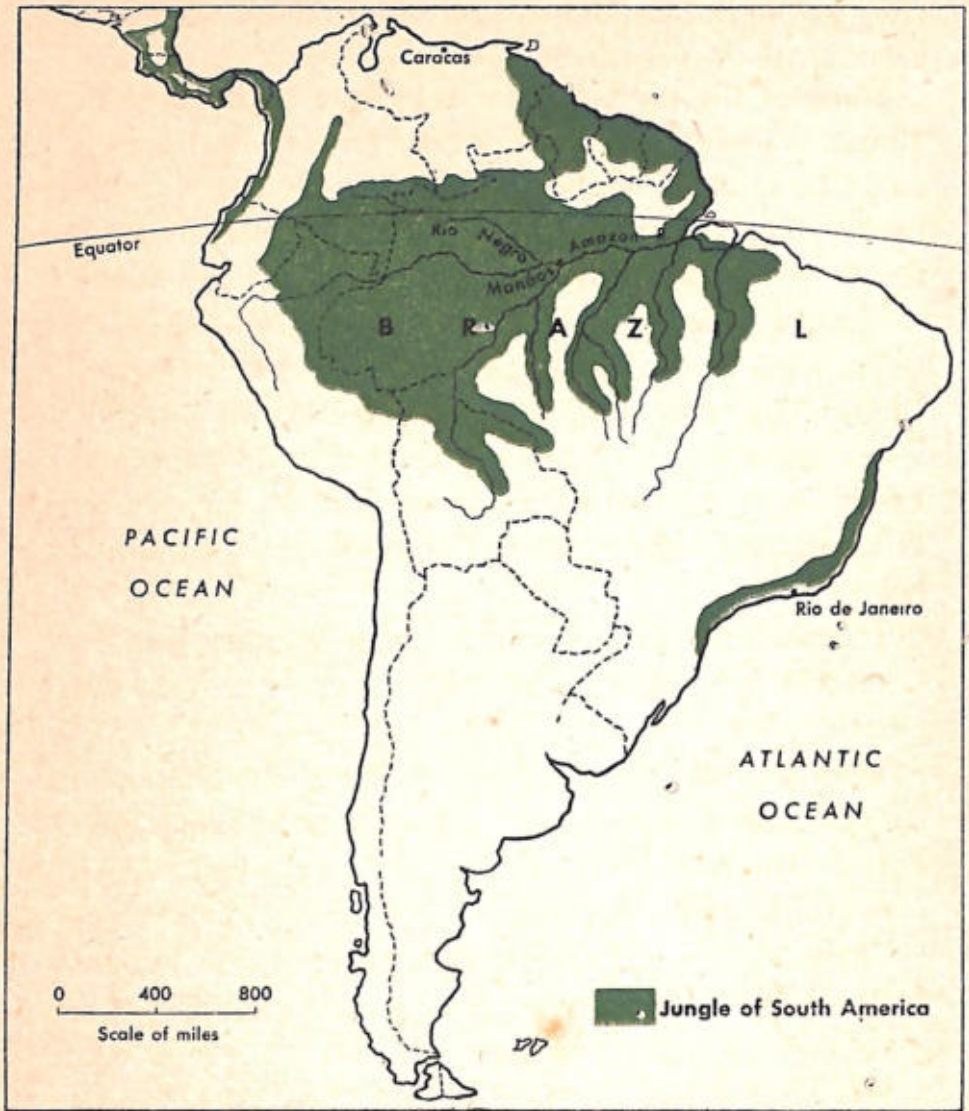 Caracas
Equator
Rio Negro
Amazon
Manaos
BRAZIL
PACIFIC
OCEAN
Rio de Janeiro
ATLANTIC
OCEAN
0 400 800
Scale of miles
Jungle of South America